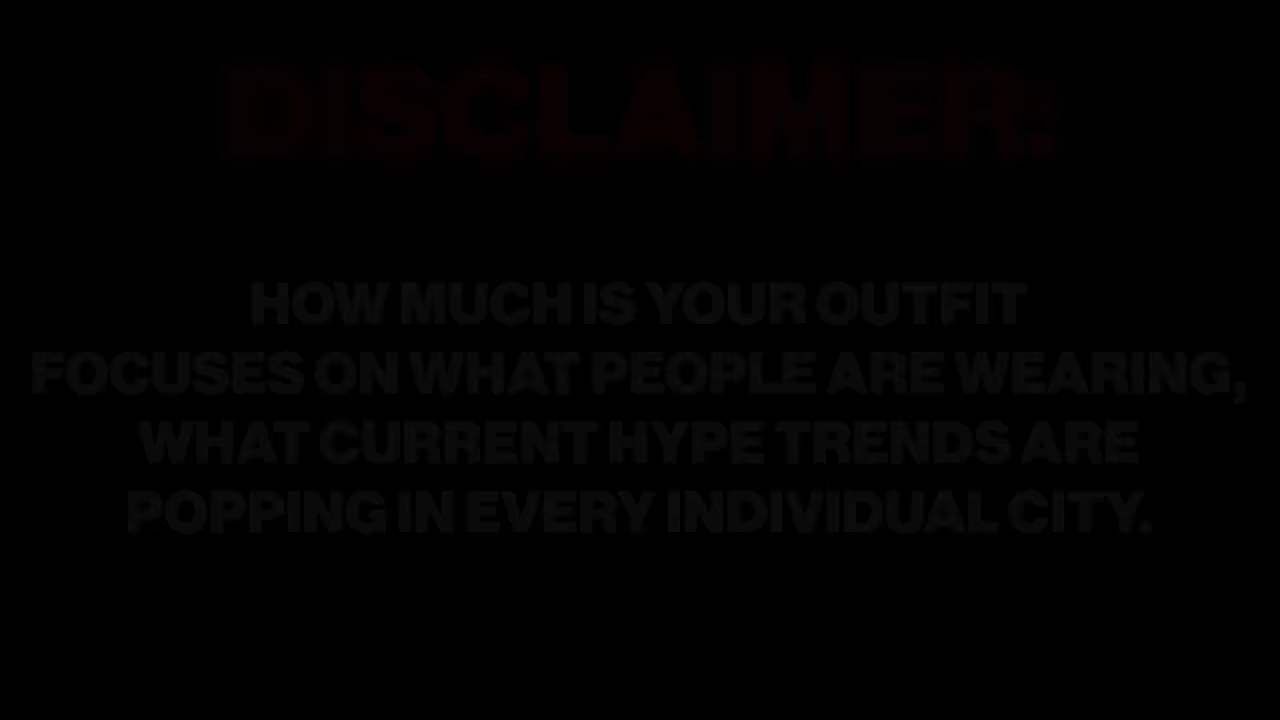 DISCLAIMER:
HOW MUCH IS YOUR OUTFIT
FOCUSES ON WHAT PEOPLE ARE WEARING,
WHAT CURRENT HYPE TRENDS ARE
POPPING IN EVERY INDIVIDUAL CITY.